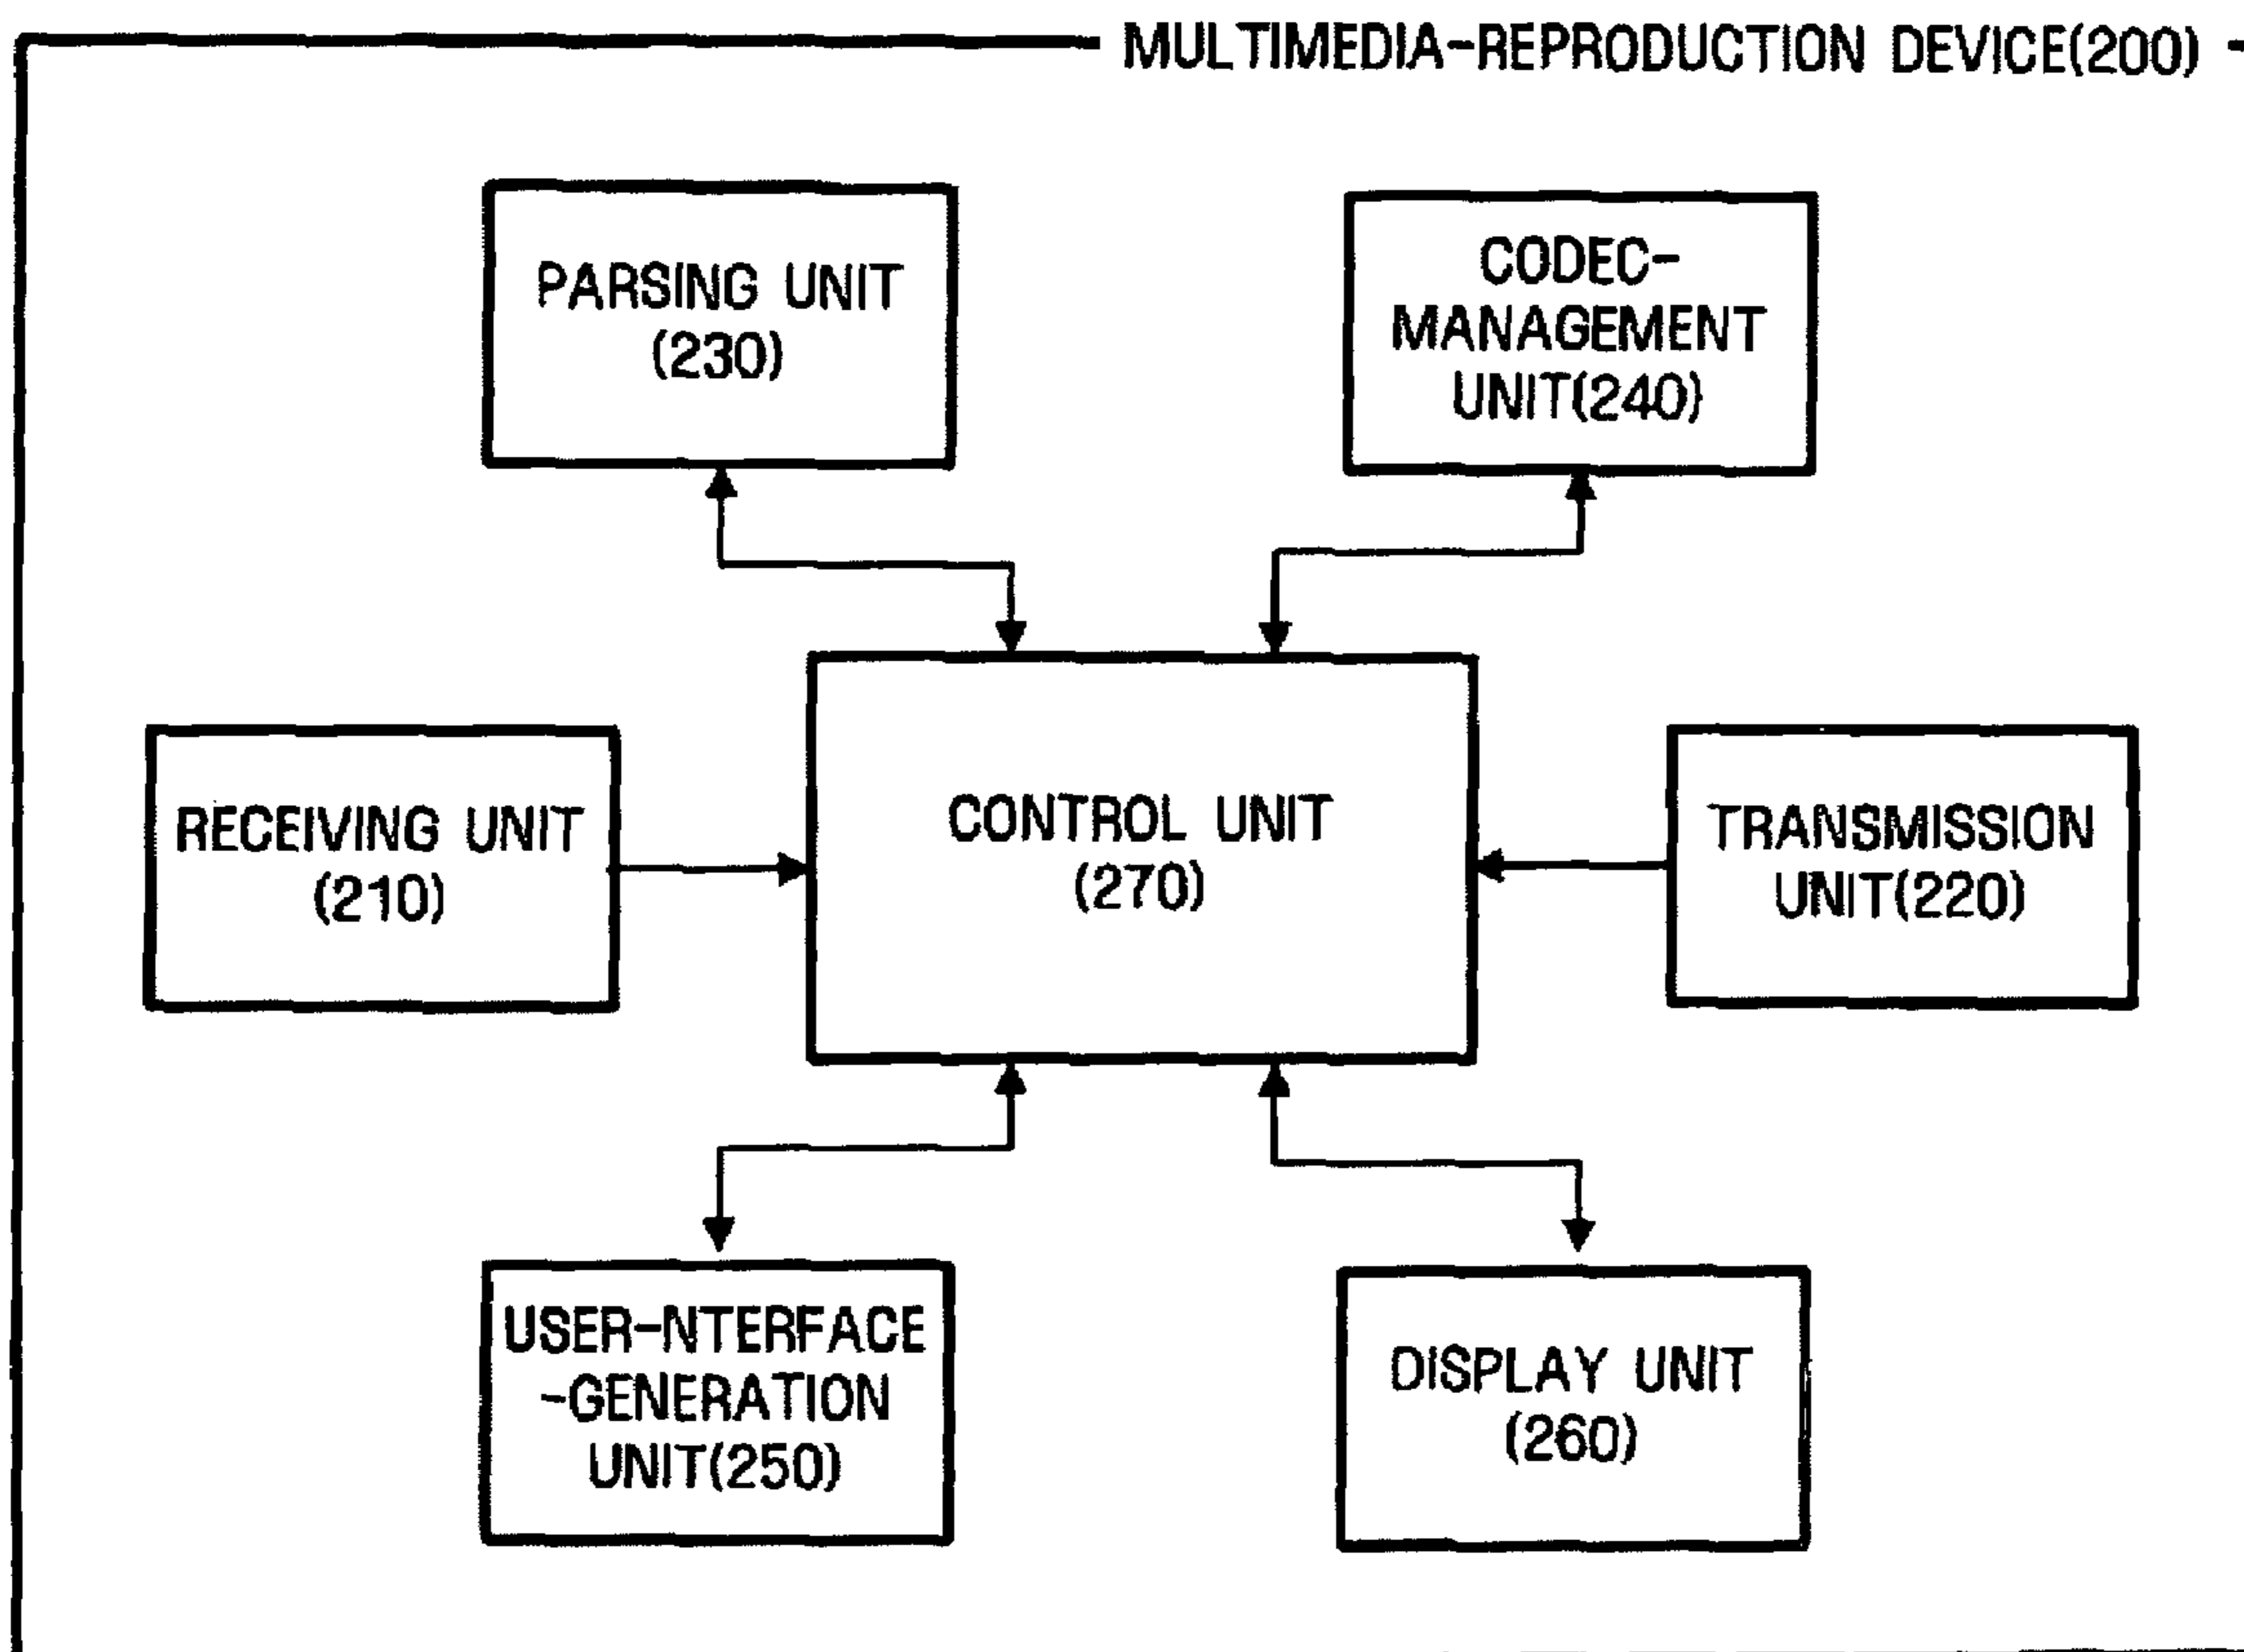 MULTIMEDIA-REPRODUCTION DEVICE(200)
PARSING UNIT
(230)
CODEC-
MANAGEMENT
UNIT(240)
RECEIVING UNIT
(210)
CONTROL UNIT
(270)
TRANSMISSION
UNIT(220)
USER-NTERFACE
-GENERATION
UNIT(250)
DISPLAY UNIT
(260)